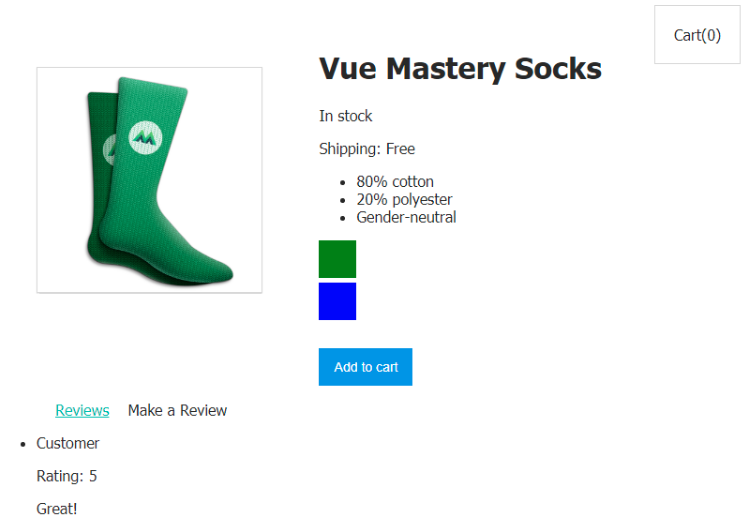 Cart(0)
Vue Mastery Socks
In stock
Shipping: Free
80% cotton
20% polyester
Gender-neutral
Add to cart
Reviews Make a Review
Customer
Rating: 5
Great!